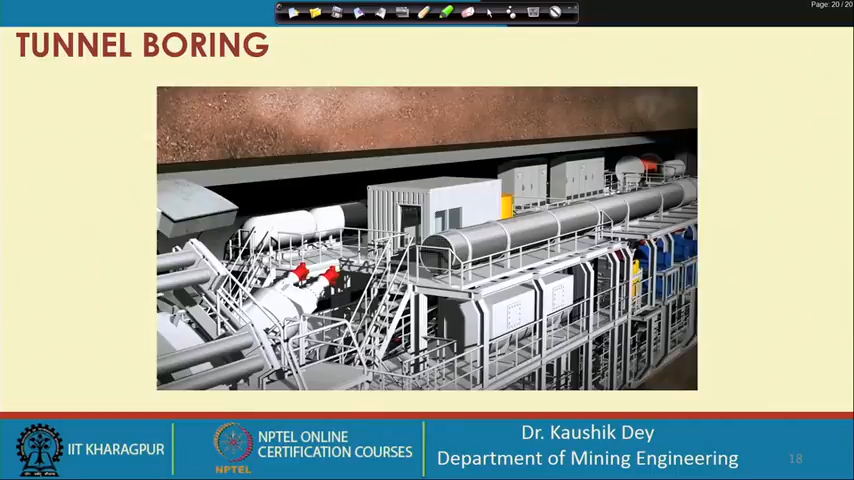 Page: 20 / 20
TUNNEL BORING
IIT KHARAGPUR
NPTEL
NPTEL ONLINE
CERTIFICATION COURSES
Dr. Kaushik Dey
Department of Mining Engineering
18